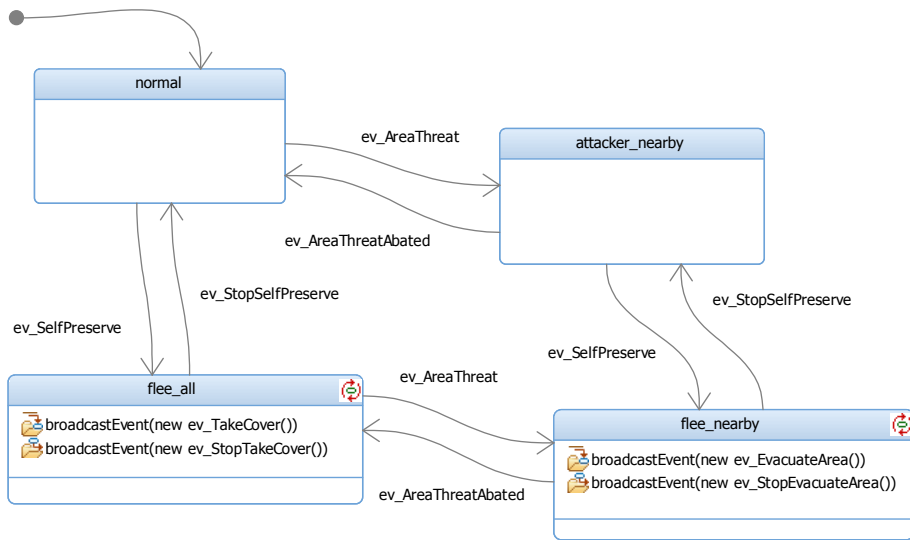 normal
ev_AreaThreat
attacker_nearby
ev_AreaThreatAbated
ev_StopSelfPreserve
ev_StopSelfPreserve
ev_SelfPreserve
ev_SelfPreserve
ev_AreaThreat
flee_all
broadcastEvent(new ev_TakeCover())
broadcastEvent(new ev_StopTakeCover())
flee_nearby
broadcastEvent(new ev_EvacuateArea())
broadcastEvent(new ev_StopEvacuateArea())
ev_AreaThreatAbated